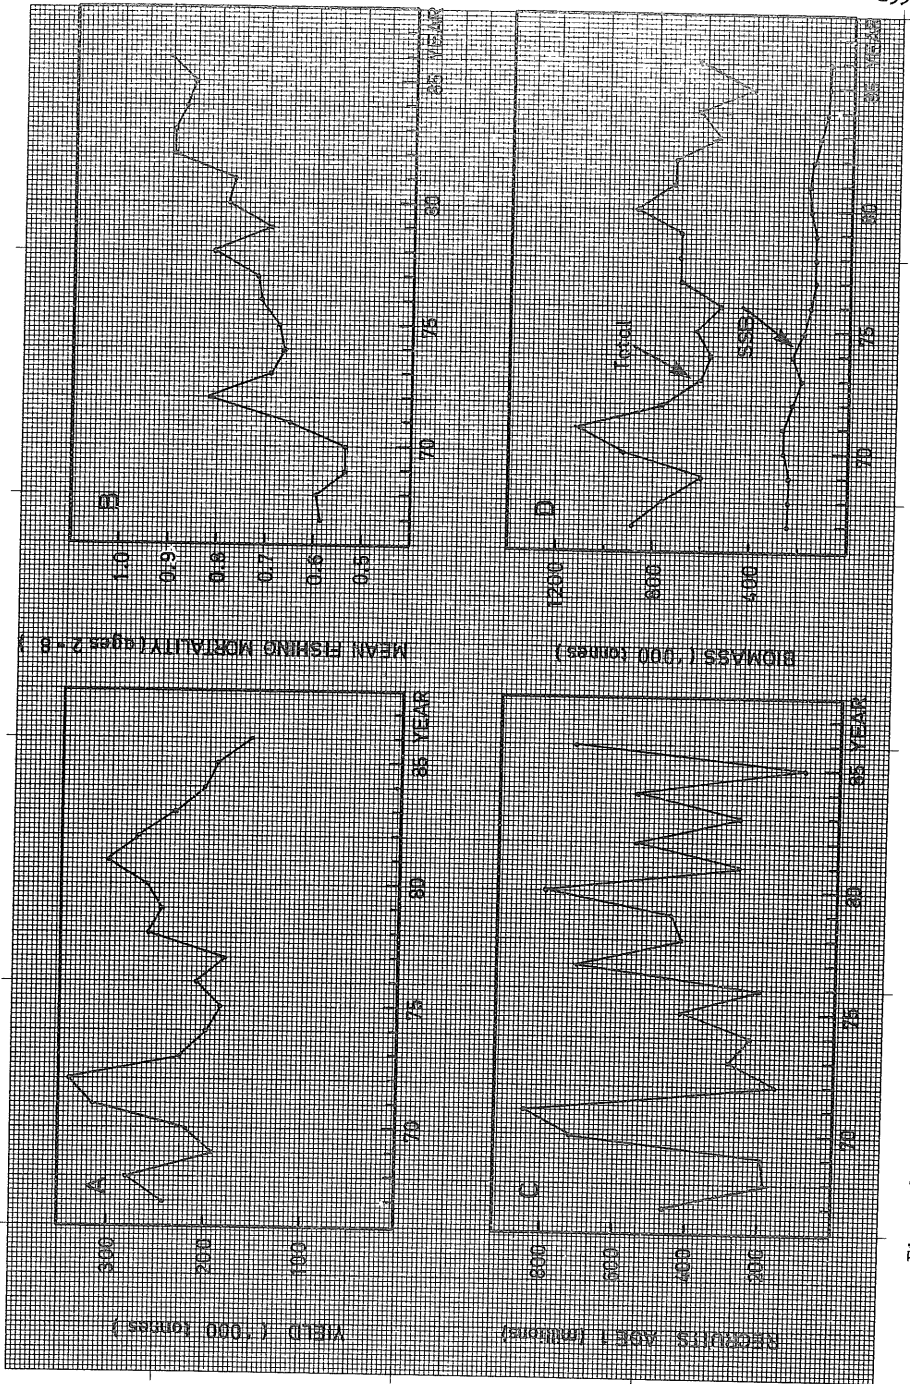 A
YIELD ('000 tonnes)
300
200
100
70
75
80
85 YEAR
B
MEAN FISHING MORTALITY (ages 2-8)
1.0
0.9
0.8
0.7
0.6
0.5
70
75
80
85 YEAR
C
RECRUITS AGE 1 (millions)
800
600
400
200
70
75
80
85 YEAR
D
BIOMASS ('000 tonnes)
1200
800
400
Total
SSB
70
75
80
85 YEAR